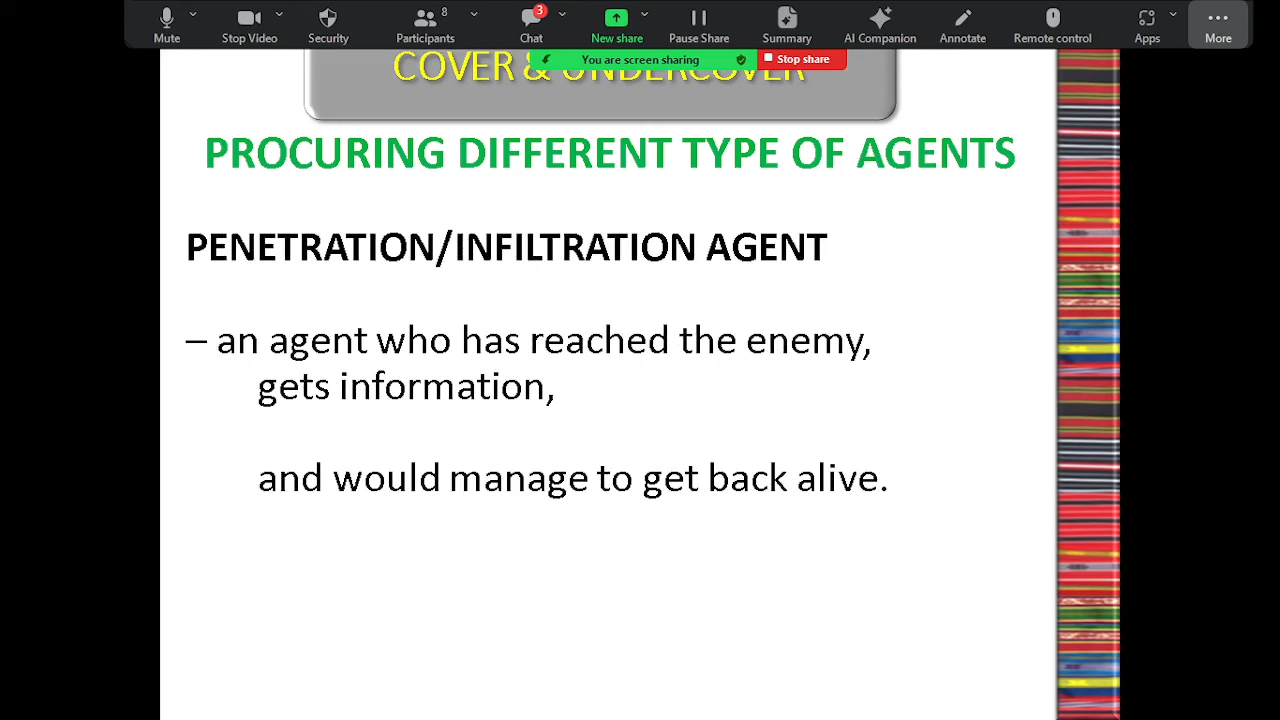 Mute
Stop Video
Security
8
Participants
3
Chat
New share
Pause Share
Summary
AI Companion
Annotate
Remote control
Apps
More
You are screen sharing
Stop share
COVER & UNDERCOVER
PROCURING DIFFERENT TYPE OF AGENTS
PENETRATION/INFILTRATION AGENT
– an agent who has reached the enemy,
gets information,
and would manage to get back alive.